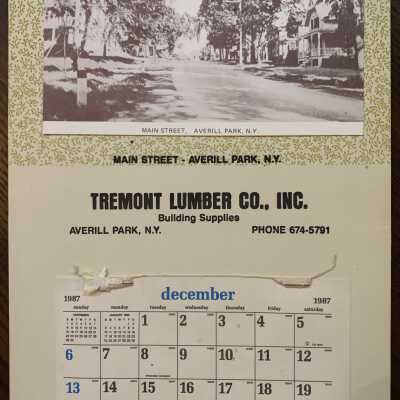 MAIN STREET, AVERILL PARK, N.Y.
MAIN STREET - AVERILL PARK, N.Y.
TREMONT LUMBER CO., INC.
Building Supplies
AVERILL PARK, N.Y. PHONE 674-5791
1987 december 1987
sunday monday tuesday wednesday thursday friday saturday
1 2 3 4 5
6 7 8 9 10 11 12
13 14 15 16 17 18 19